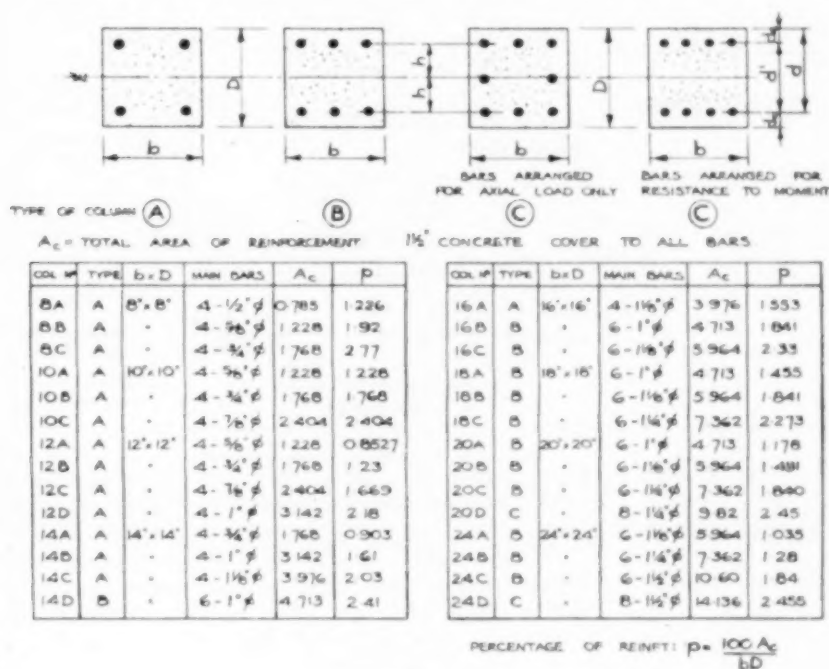 D b b h h D b b d₁ d' d d₁
BARS ARRANGED FOR AXIAL LOAD ONLY
BARS ARRANGED FOR RESISTANCE TO MOMENT
TYPE OF COLUMN A B C C
A_c = TOTAL AREA OF REINFORCEMENT 1½" CONCRETE COVER TO ALL BARS
COL Nº TYPE b×D MAIN BARS A_c p
8A A 8"×8" 4-½"ϕ 0.785 1.226
8B A " 4-⅝"ϕ 1.228 1.92
8C A " 4-¾"ϕ 1.768 2.77
10A A 10"×10" 4-⅝"ϕ 1.228 1.228
10B A " 4-¾"ϕ 1.768 1.768
10C A " 4-⅞"ϕ 2.404 2.404
12A A 12"×12" 4-⅝"ϕ 1.228 0.8527
12B A " 4-¾"ϕ 1.768 1.23
12C A " 4-⅞"ϕ 2.404 1.669
12D A " 4-1"ϕ 3.142 2.18
14A A 14"×14" 4-¾"ϕ 1.768 0.903
14B A " 4-1"ϕ 3.142 1.61
14C A " 4-1⅛"ϕ 3.976 2.03
14D B " 6-1"ϕ 4.713 2.41
COL Nº TYPE b×D MAIN BARS A_c p
16A A 16"×16" 4-1⅛"ϕ 3.976 1.553
16B B " 6-1"ϕ 4.713 1.841
16C B " 6-1⅛"ϕ 5.964 2.33
18A B 18"×18" 6-1"ϕ 4.713 1.455
18B B " 6-1⅛"ϕ 5.964 1.841
18C B " 6-1¼"ϕ 7.362 2.273
20A B 20"×20" 6-1"ϕ 4.713 1.178
20B B " 6-1⅛"ϕ 5.964 1.491
20C B " 6-1¼"ϕ 7.362 1.840
20D C " 8-1¼"ϕ 9.82 2.45
24A B 24"×24" 6-1⅛"ϕ 5.964 1.035
24B B " 6-1¼"ϕ 7.362 1.28
24C B " 6-1½"ϕ 10.60 1.84
24D C " 8-1½"ϕ 14.136 2.455
PERCENTAGE OF REINFT: p = 100 A_c / bD